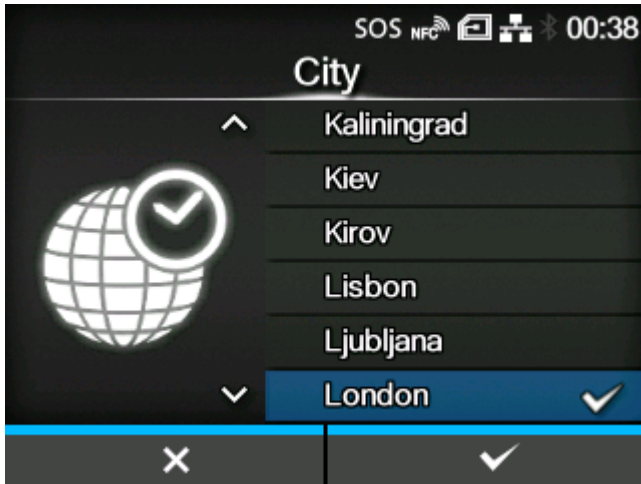 SOS NFC 00:38
City
Kaliningrad
Kiev
Kirov
Lisbon
Ljubljana
London